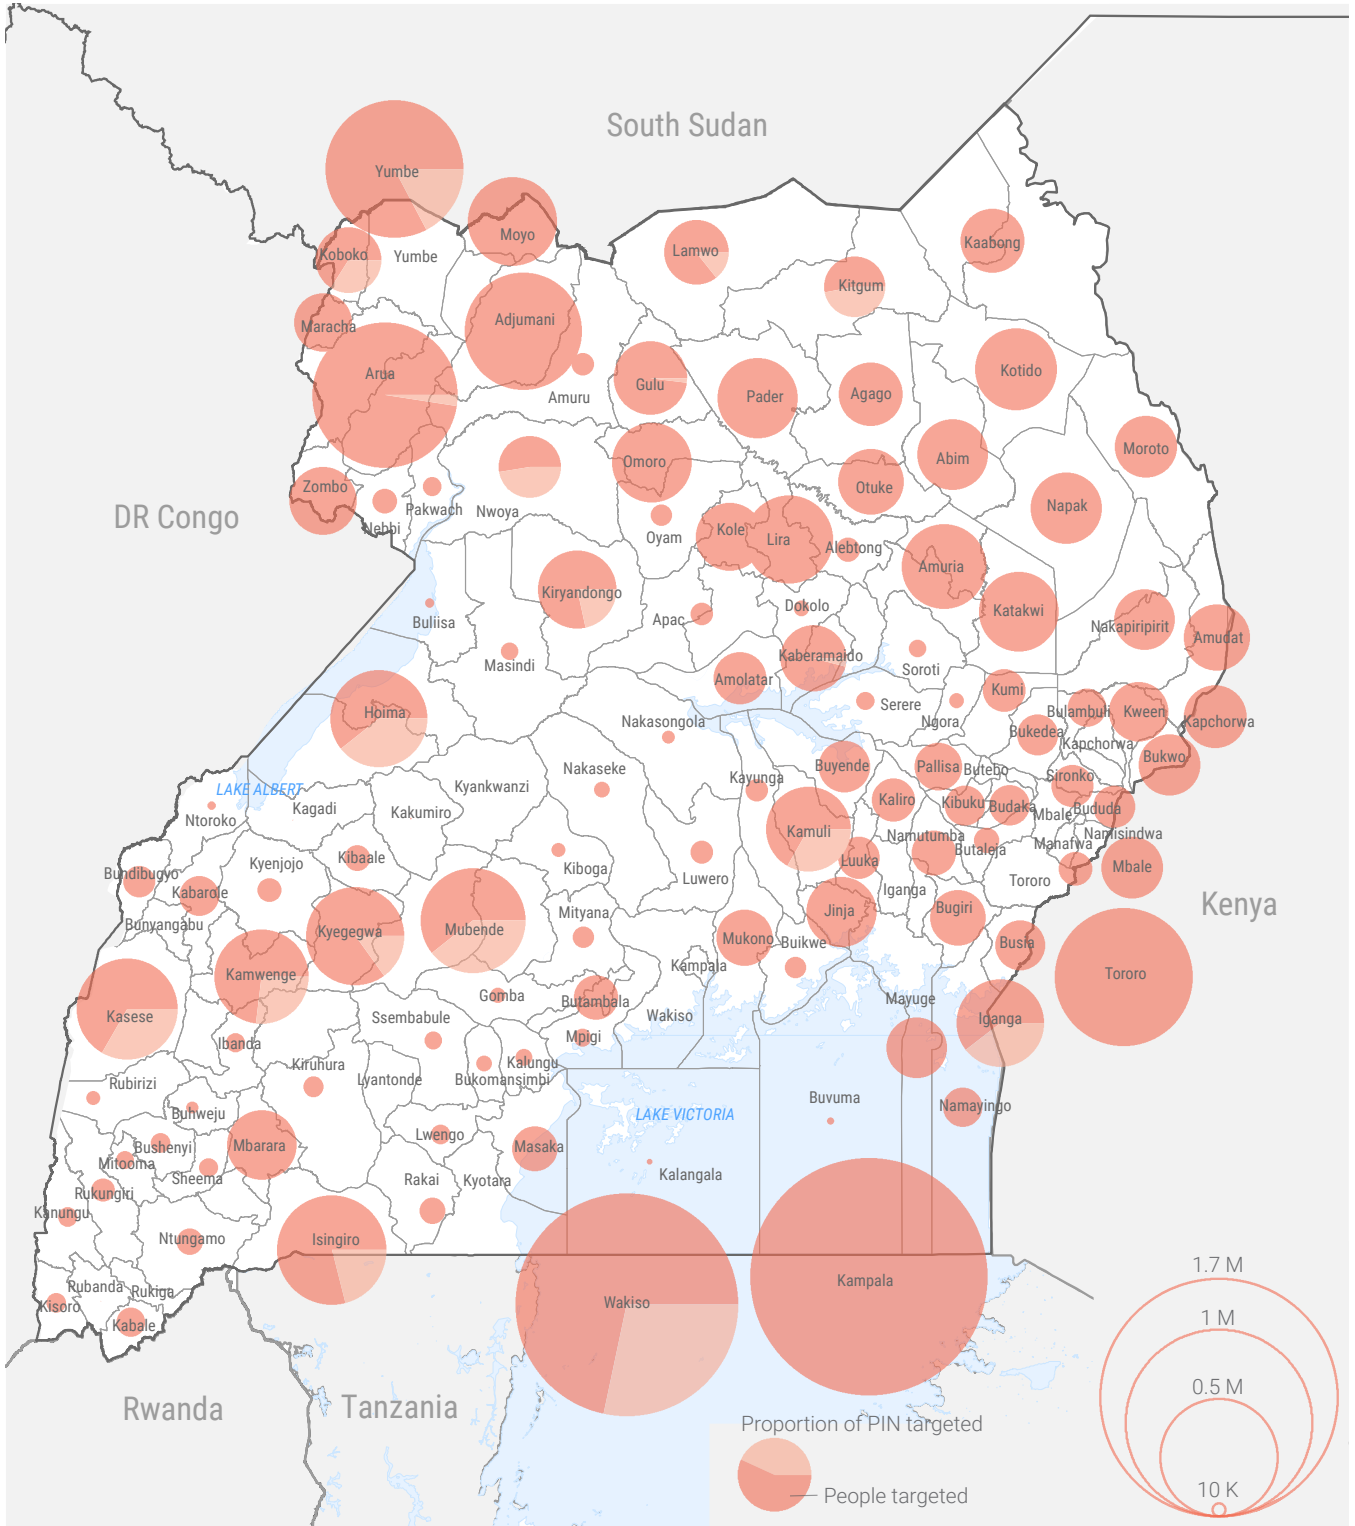 South Sudan
Yumbe
Moyo
Koboko
Yumbe
Lamwo
Kaabong
Kitgum
Maracha
Adjumani
Arua
Amuru
Gulu
Pader
Agago
Kotido
Moroto
Abim
Omoro
Zombo
Nebbi
Pakwach
Nwoya
Otuke
Napak
DR Congo
Oyam
Kole
Lira
Alebtong
Amuria
Katakwi
Kiryandongo
Buliisa
Apac
Dokolo
Nakapiripirit
Amudat
Masindi
Kaberamaido
Soroti
Amolatar
Kumi
Hoima
Nakasongola
Serere
Ngora
Bulambuli
Kween
Kapchorwa
Bukedea
Kapchorwa
Bukwo
LAKE ALBERT
Nakaseke
Kyankwanzi
Kayunga
Buyende
Pallisa
Butebo
Sironko
Ntoroko
Kagadi
Kakumiro
Kaliro
Kibuku
Budaka
Mbale
Bududa
Kamuli
Namutumba
Butaleja
Manafwa
Namisindwa
Bundibugyo
Kyenjojo
Kibaale
Kiboga
Luwero
Luuka
Tororo
Mbale
Kabarole
Iganga
Kenya
Bunyangabu
Kyegegwa
Mubende
Mityana
Jinja
Bugiri
Mukono
Buikwe
Busia
Kamwenge
Kampala
Tororo
Kasese
Gomba
Butambala
Mayuge
Ssembabule
Wakiso
Iganga
Ibanda
Mpigi
Kiruhura
Kalungu
Rubirizi
Lyantonde
Bukomansimbi
Buvuma
Namayingo
Buhweju
LAKE VICTORIA
Lwengo
Bushenyi
Mbarara
Masaka
Mitooma
Sheema
Rakai
Kyotara
Kalangala
Rukungiri
Kanungu
Ntungamo
Isingiro
Rubanda
Rukiga
Kisoro
Kabale
Wakiso
Kampala
1.7 M
1 M
0.5 M
10 K
Rwanda
Tanzania
Proportion of PIN targeted
People targeted